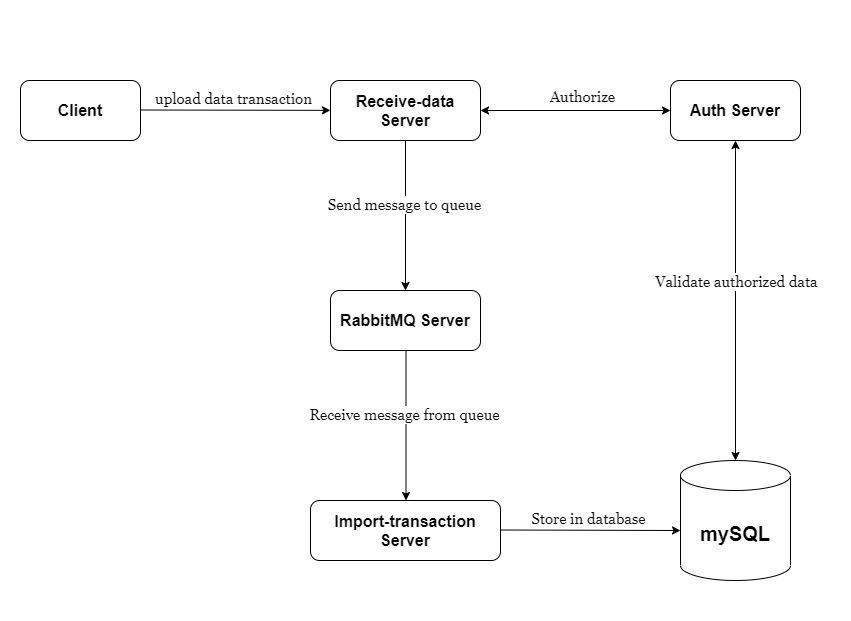 Client
upload data transaction
Receive-data
Server
Authorize
Auth Server
Send message to queue
Validate authorized data
RabbitMQ Server
Receive message from queue
Import-transaction
Server
Store in database
mySQL